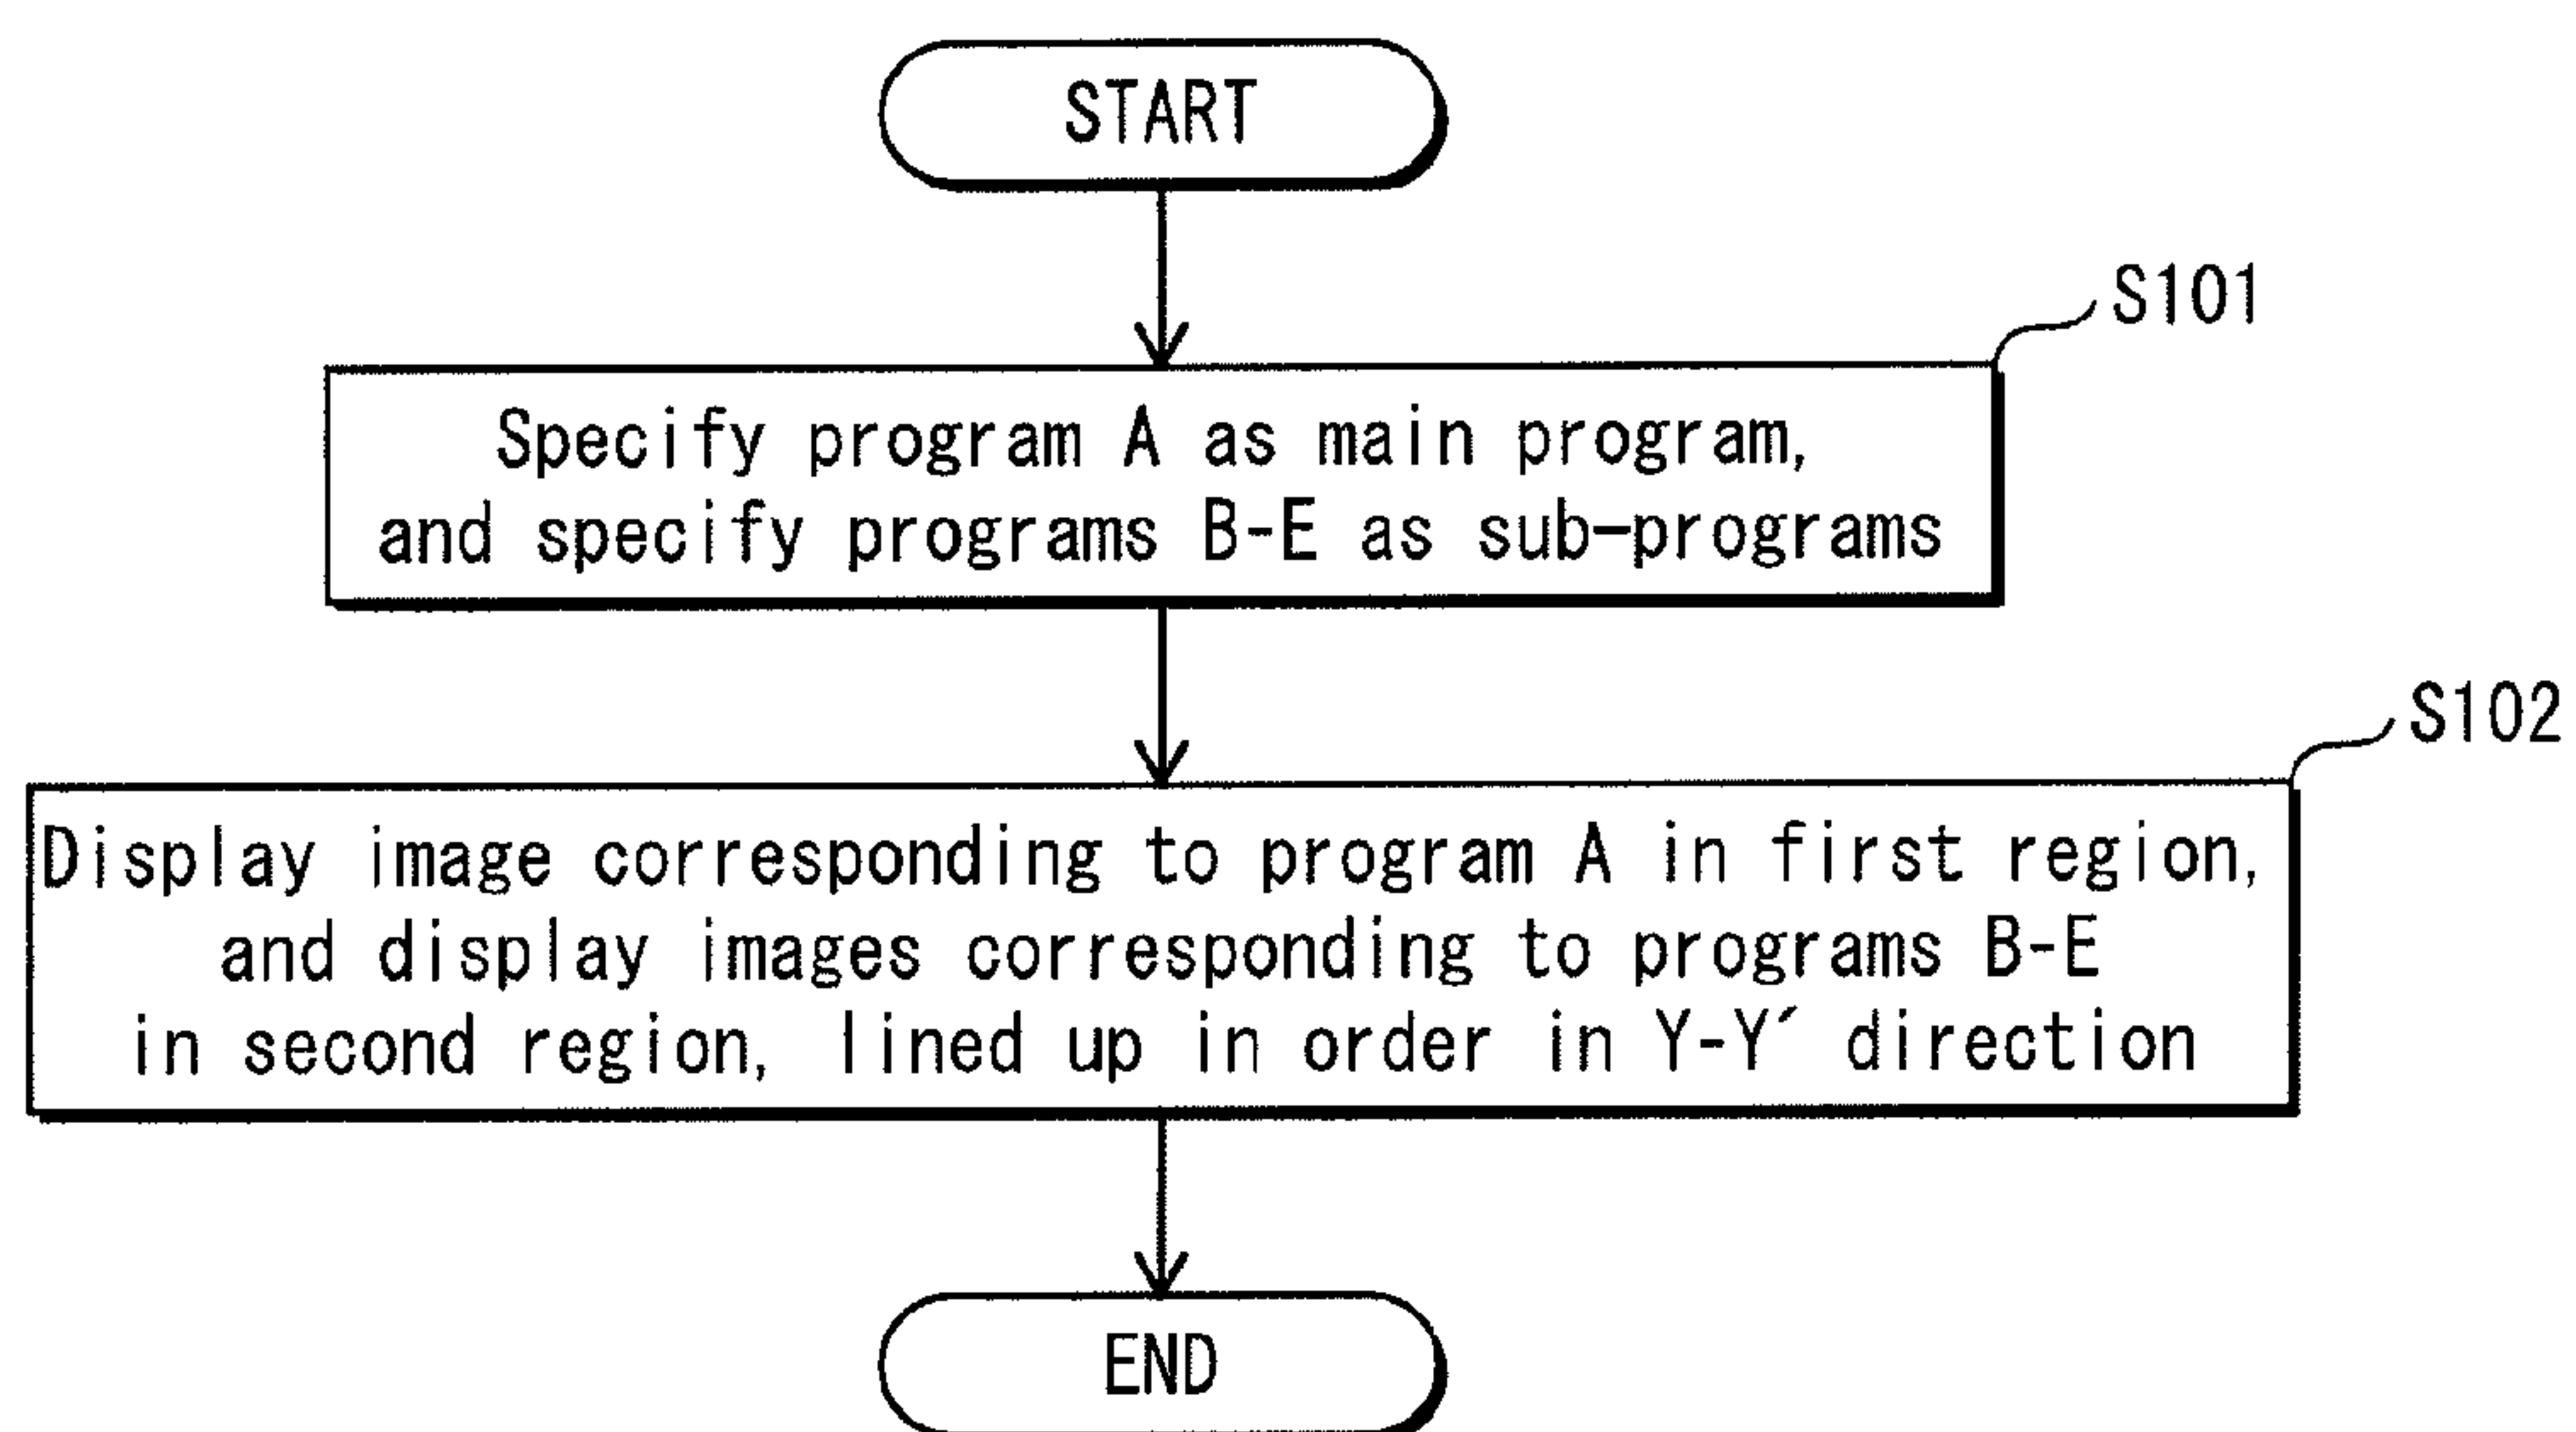 START
S101
Specify program A as main program,
and specify programs B-E as sub-programs
S102
Display image corresponding to program A in first region,
and display images corresponding to programs B-E
in second region, lined up in order in Y-Y´ direction
END